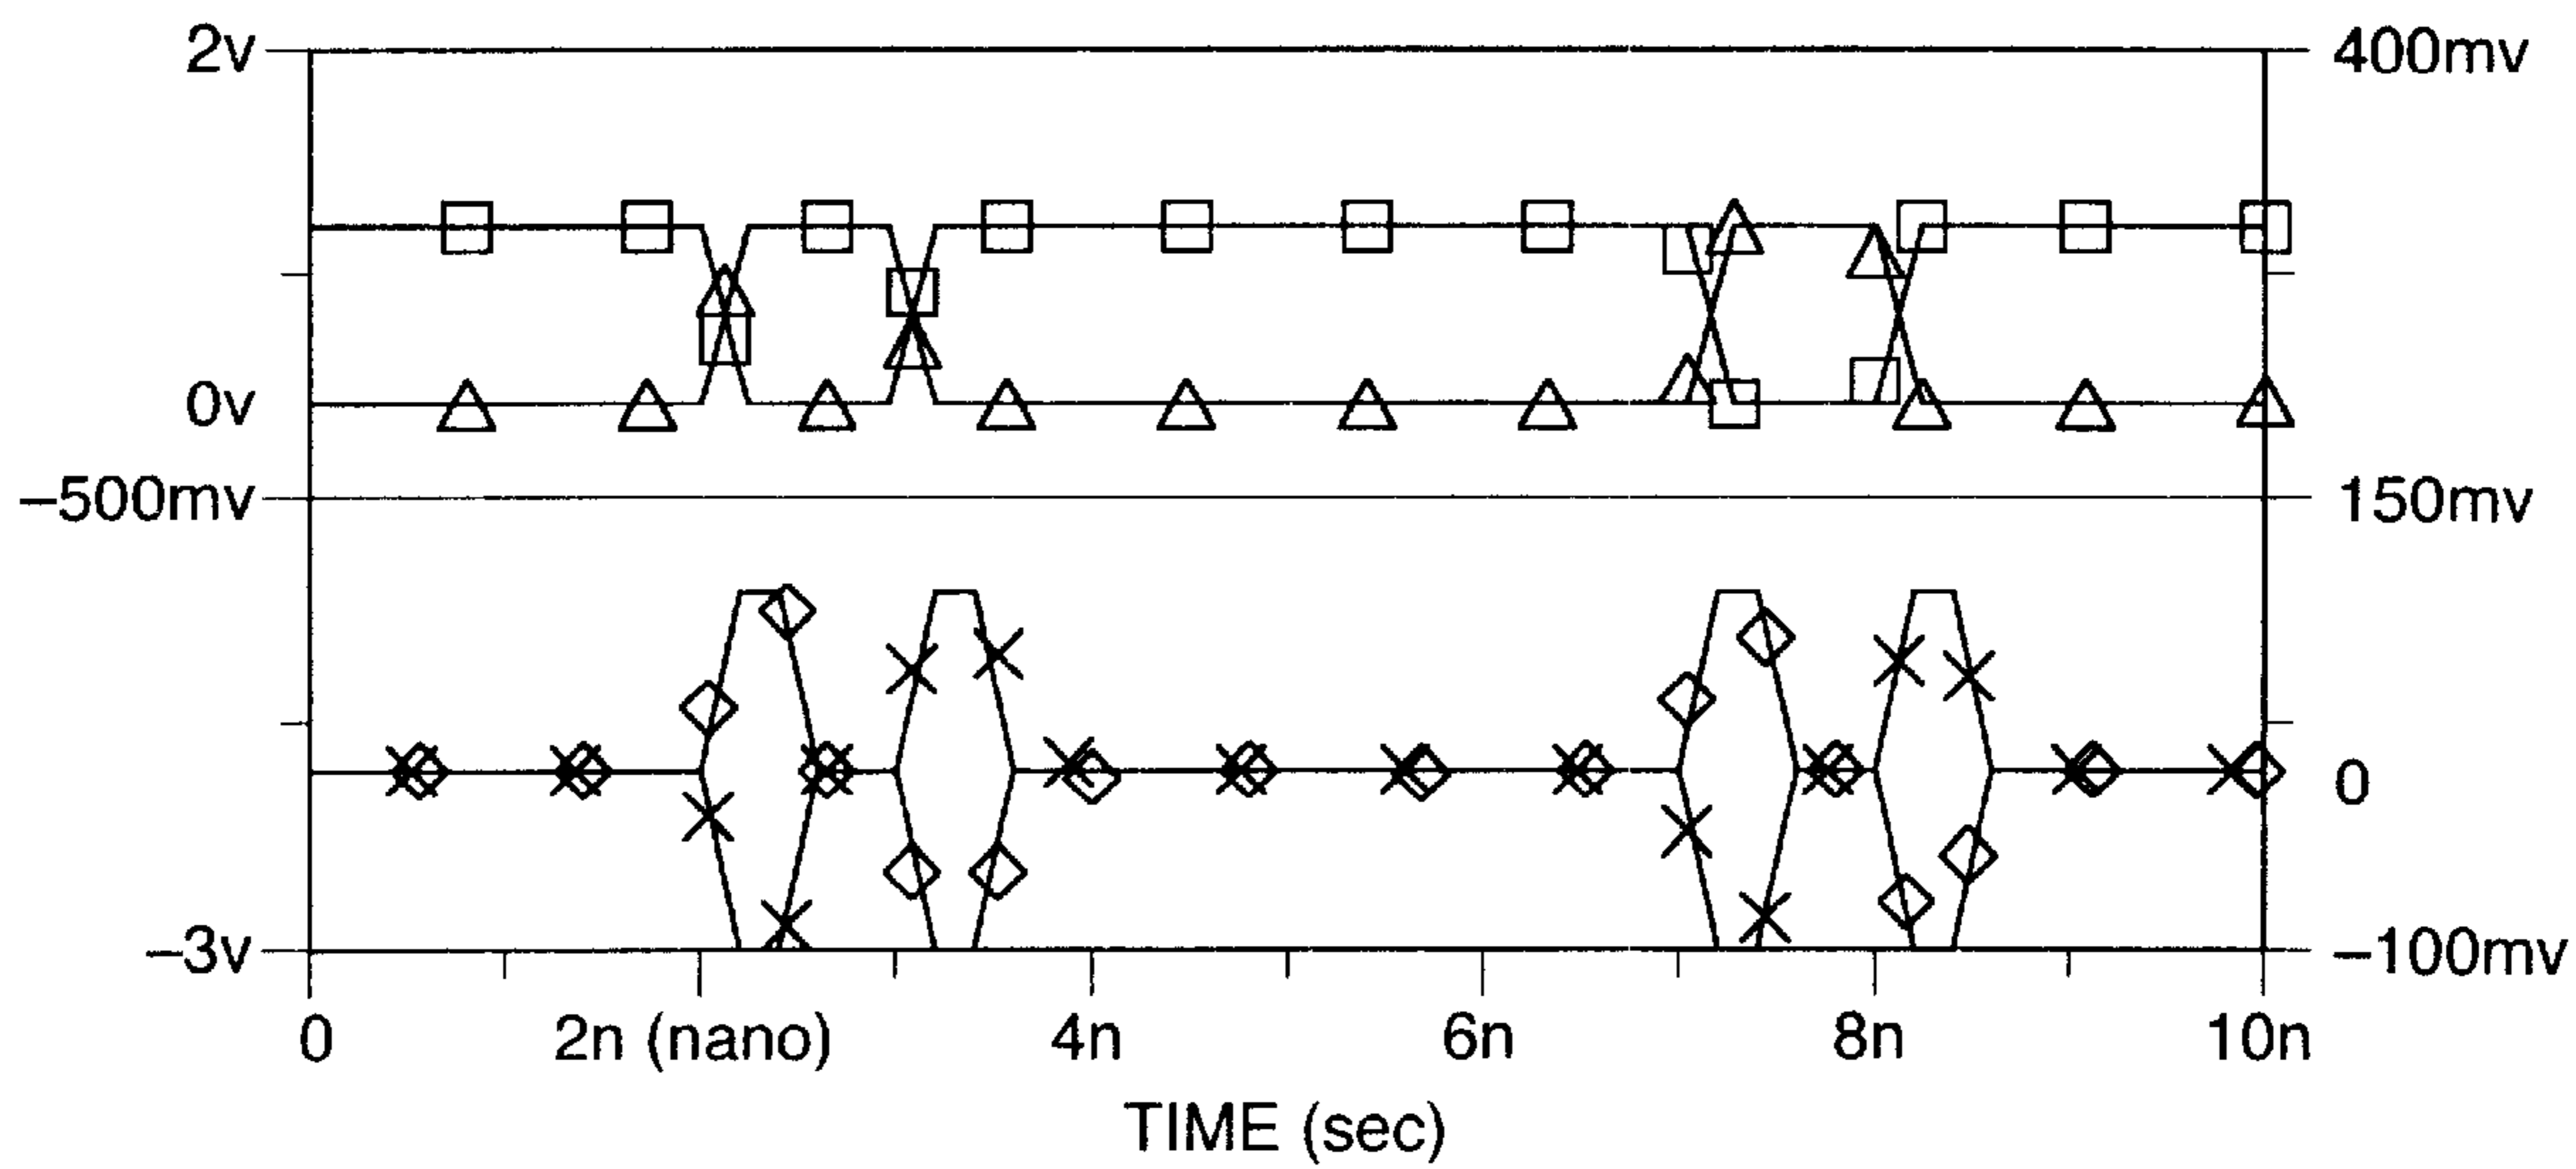 2v
400mv
0v
–500mv
150mv
0
–3v
–100mv
0
2n (nano)
4n
6n
8n
10n
TIME (sec)